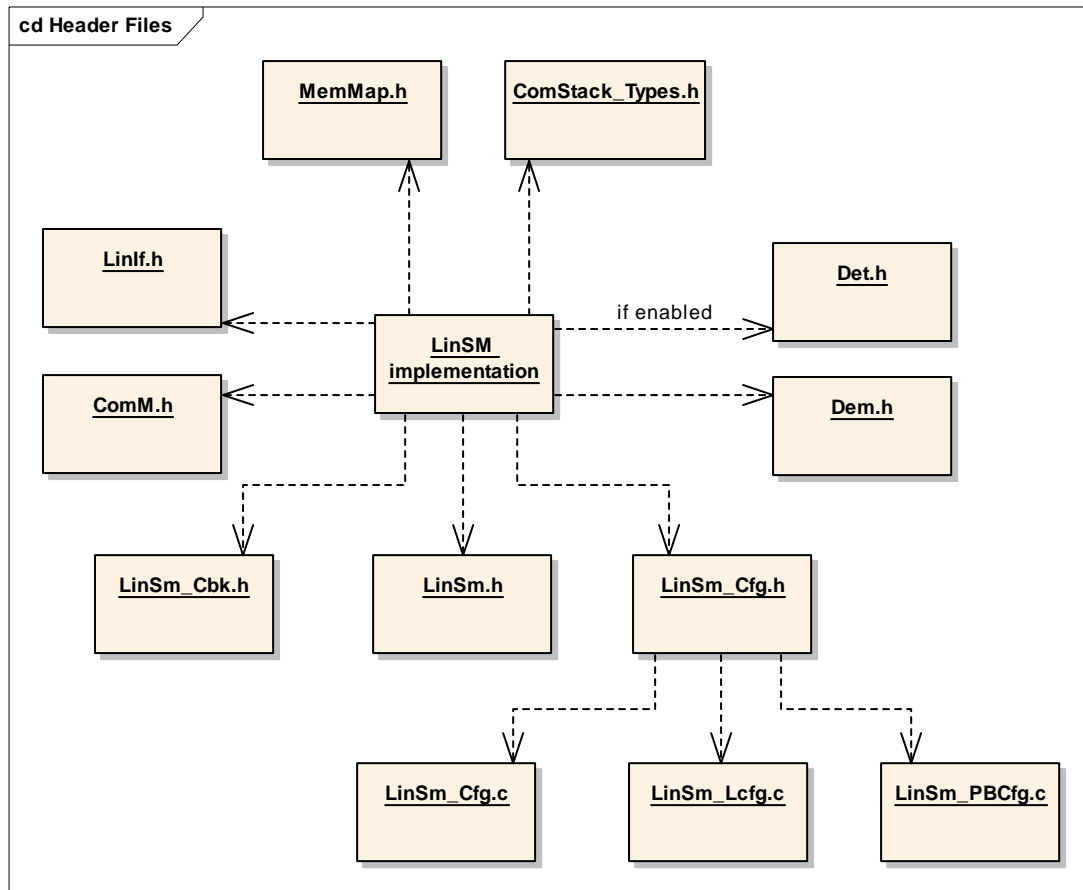 cd Header Files
MemMap.h
ComStack_Types.h
LinIf.h
Det.h
if enabled
LinSM
implementation
ComM.h
Dem.h
LinSm_Cbk.h
LinSm.h
LinSm_Cfg.h
LinSm_Cfg.c
LinSm_Lcfg.c
LinSm_PBCfg.c